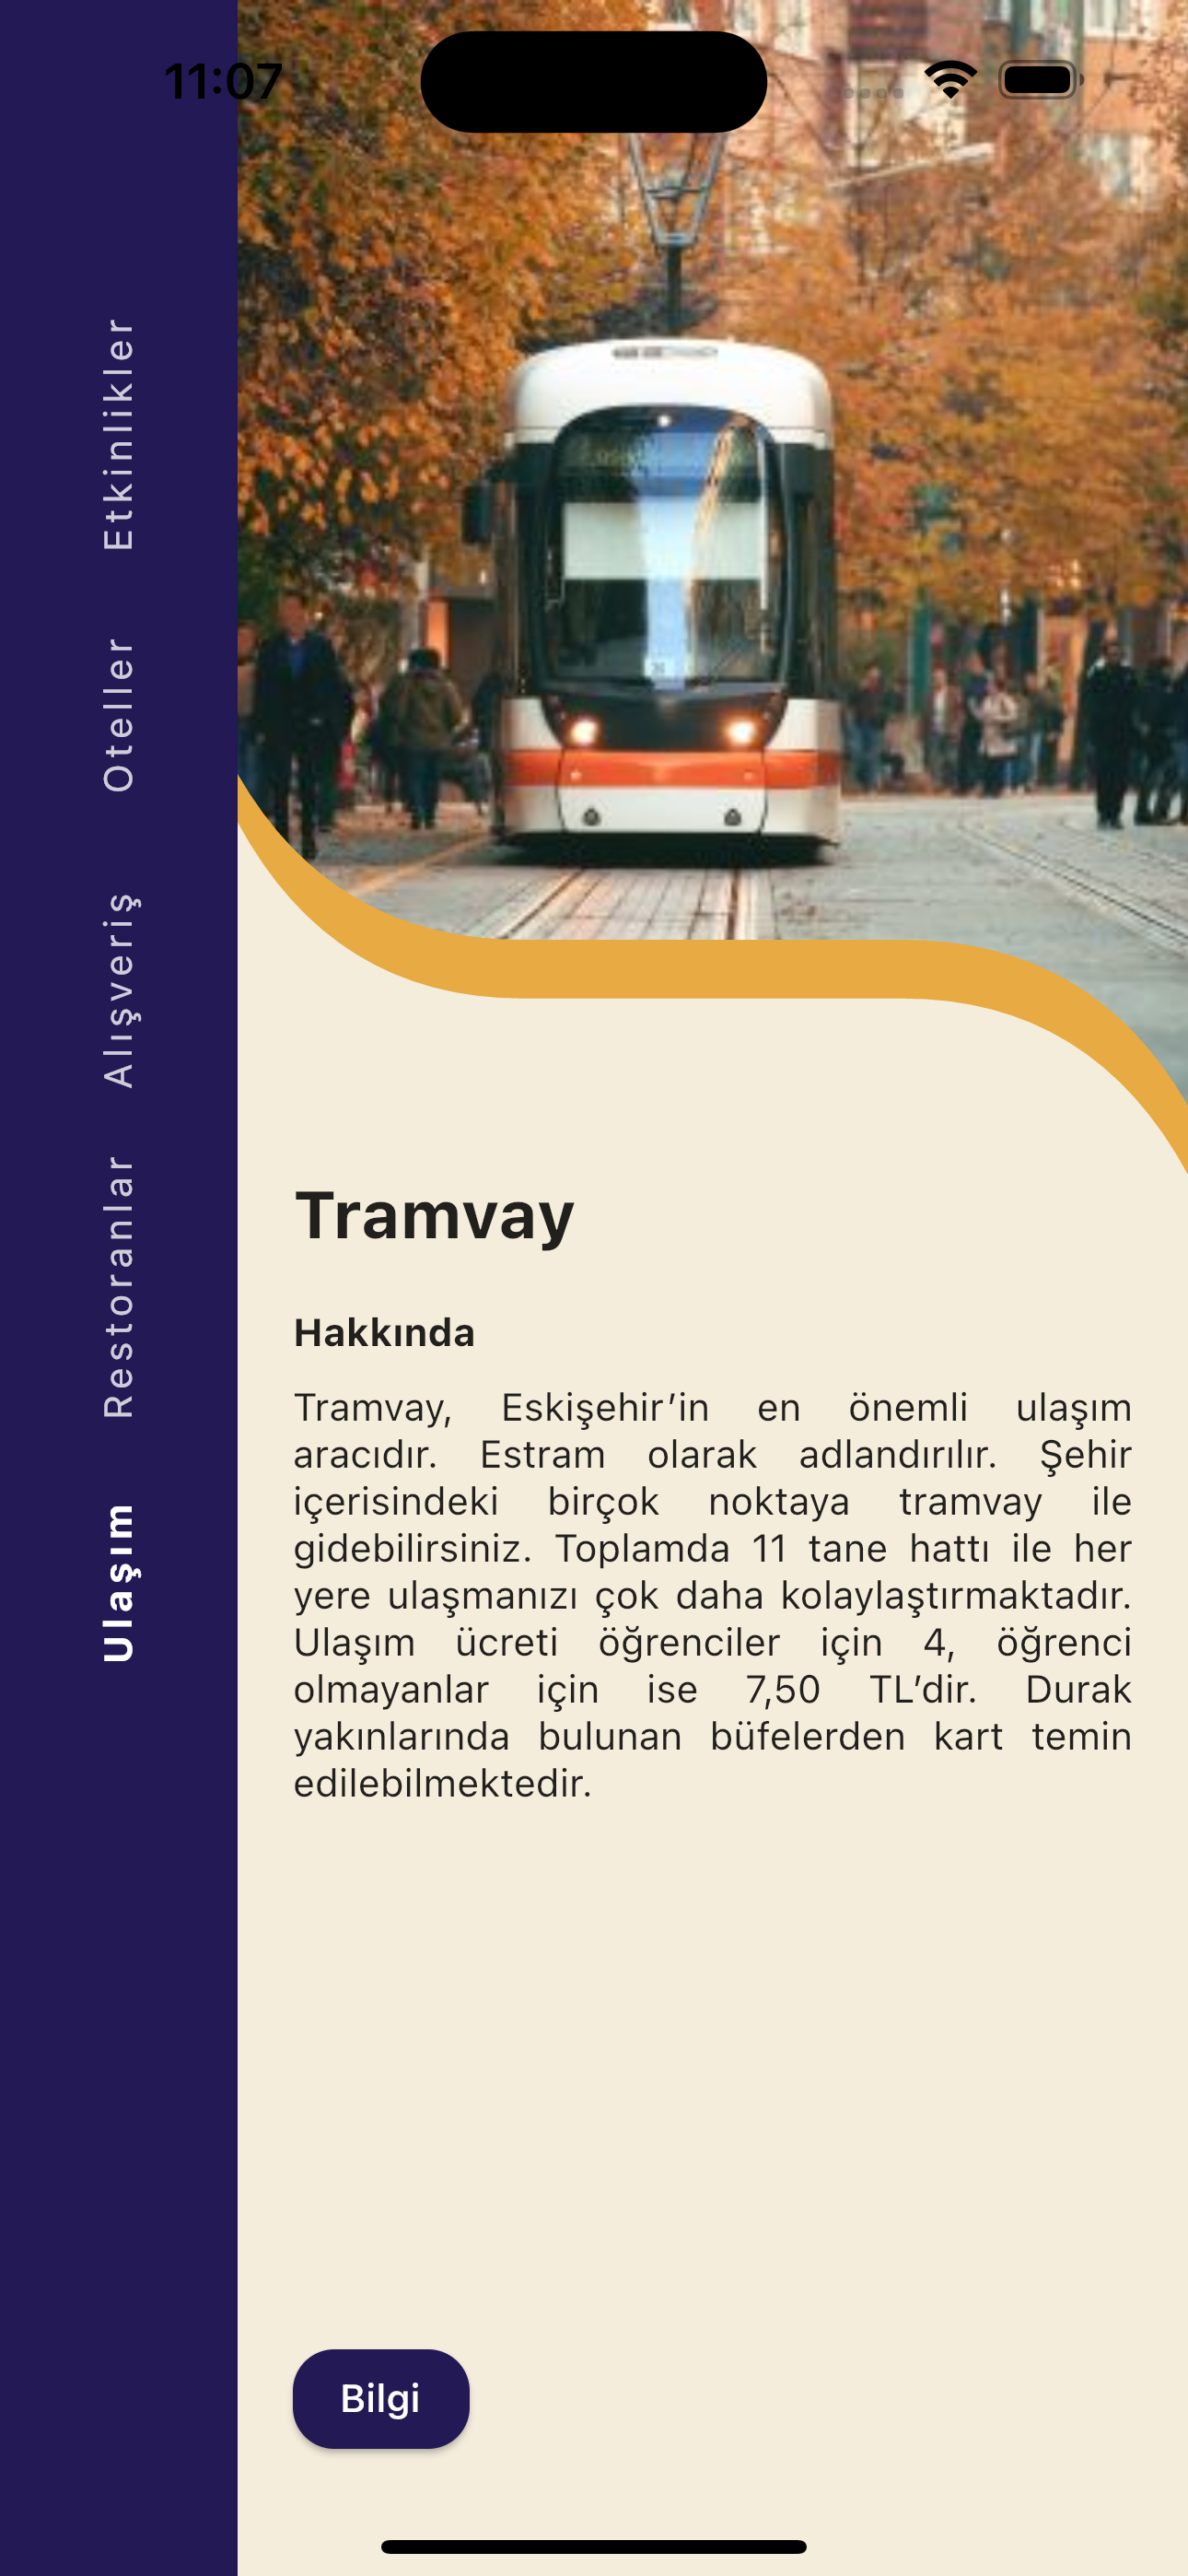 11:07
Etkinlikler
Oteller
Alışveriş
Restoranlar
Ulaşım
Tramvay
Hakkında
Tramvay, Eskişehir’in en önemli ulaşım
aracıdır. Estram olarak adlandırılır. Şehir
içerisindeki birçok noktaya tramvay ile
gidebilirsiniz. Toplamda 11 tane hattı ile her
yere ulaşmanızı çok daha kolaylaştırmaktadır.
Ulaşım ücreti öğrenciler için 4, öğrenci
olmayanlar için ise 7,50 TL’dir. Durak
yakınlarında bulunan büfelerden kart temin
edilebilmektedir.
Bilgi